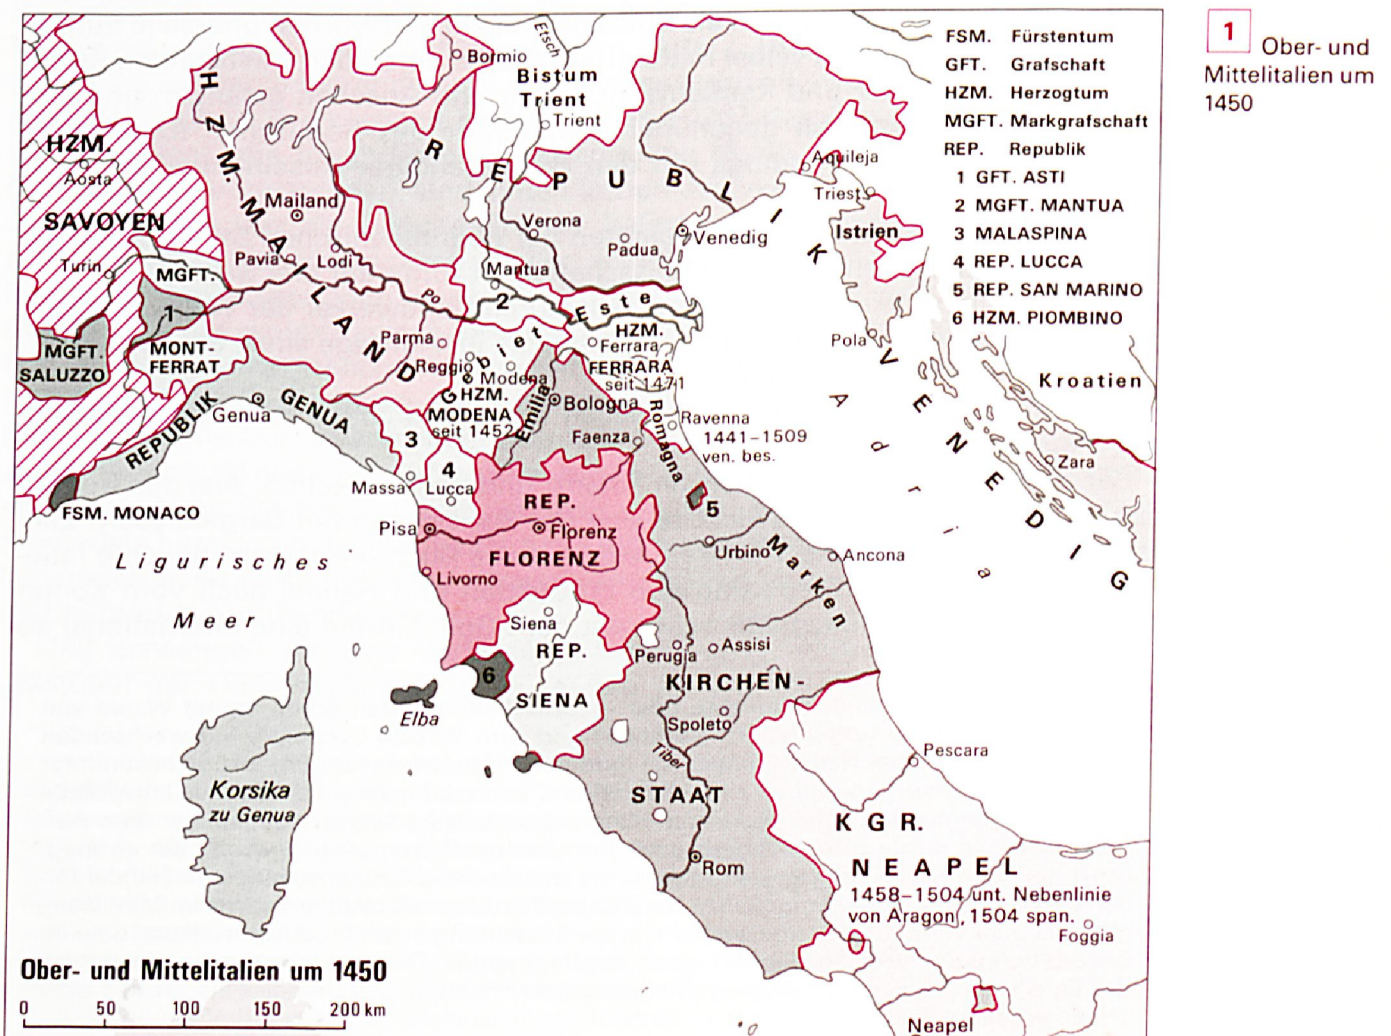 1 Ober- und
Mittelitalien um
1450
FSM. Fürstentum
GFT. Grafschaft
HZM. Herzogtum
MGFT. Markgrafschaft
REP. Republik
1 GFT. ASTI
2 MGFT. MANTUA
3 MALASPINA
4 REP. LUCCA
5 REP. SAN MARINO
6 HZM. PIOMBINO
Etsch
Bormio
Bistum
Trient
Trient
HZM.
Aosta
SAVOYEN
Turin
HZM. MAILAND
Mailand
Pavia
Lodi
REPUBLIK VENEDIG
Verona
Padua
Venedig
Aquileja
Triest
Istrien
Pola
Kroatien
Zara
Adria
MGFT.
1
MONT-
FERRAT
MGFT.
SALUZZO
Mantua
2
Po
Este
Gebiet
HZM.
Ferrara
FERRARA
seit 1471
Parma
Reggio
Modena
HZM.
MODENA
seit 1452
Emilia
Bologna
Romagna
Faenza
Ravenna
1441–1509
ven. bes.
REPUBLIK
GENUA
Genua
FSM. MONACO
3
4
Massa
Lucca
Pisa
REP.
Florenz
FLORENZ
Livorno
5
Urbino
Marken
Ancona
Ligurisches
Meer
Siena
REP.
SIENA
6
Elba
Perugia
Assisi
KIRCHEN-
Spoleto
Tiber
STAAT
Rom
Korsika
zu Genua
Pescara
KGR.
NEAPEL
1458–1504 unt. Nebenlinie
von Aragon, 1504 span.
Foggia
Neapel
Ober- und Mittelitalien um 1450
0 50 100 150 200 km